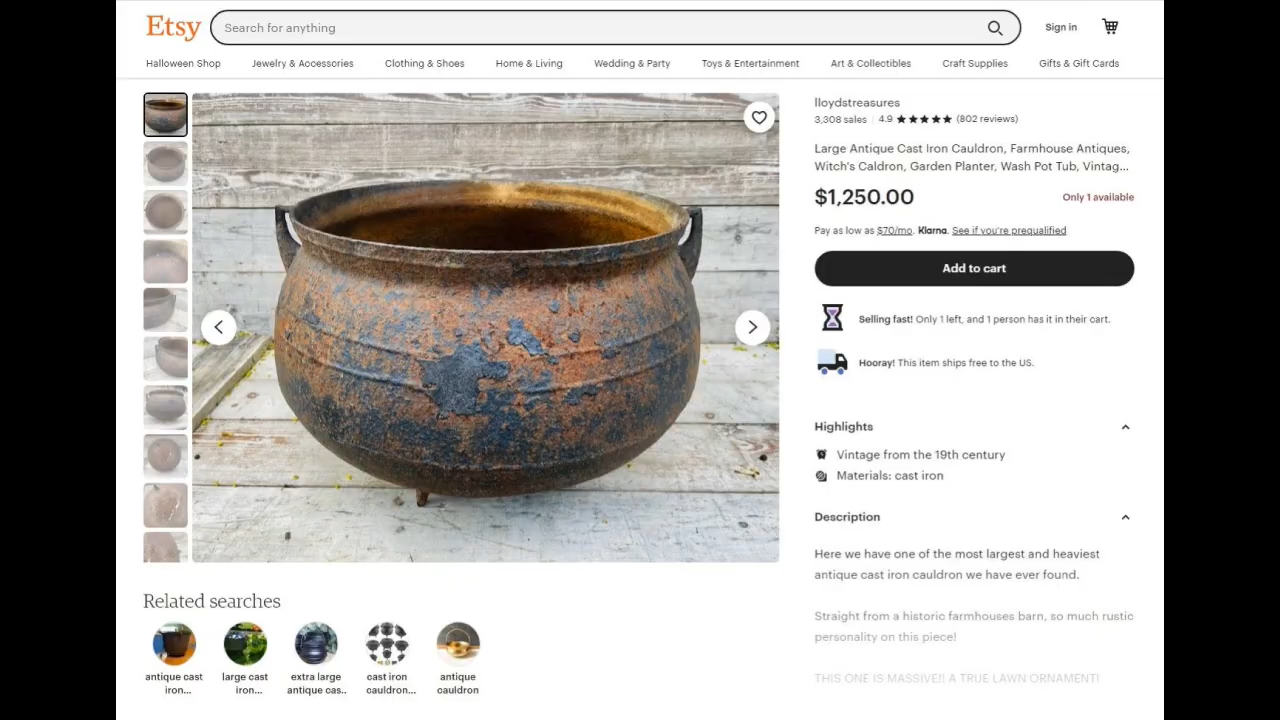 Etsy
Search for anything
Sign in
Halloween Shop
Jewelry & Accessories
Clothing & Shoes
Home & Living
Wedding & Party
Toys & Entertainment
Art & Collectibles
Craft Supplies
Gifts & Gift Cards
lloydstreasures
3,308 sales 4.9 ★★★★★ (802 reviews)
Large Antique Cast Iron Cauldron, Farmhouse Antiques,
Witch's Caldron, Garden Planter, Wash Pot Tub, Vintag...
$1,250.00
Only 1 available
Pay as low as $70/mo. Klarna. See if you're prequalified
Add to cart
Selling fast! Only 1 left, and 1 person has it in their cart.
Hooray! This item ships free to the US.
Highlights
Vintage from the 19th century
Materials: cast iron
Description
Here we have one of the most largest and heaviest
antique cast iron cauldron we have ever found.
Straight from a historic farmhouses barn, so much rustic
personality on this piece!
THIS ONE IS MASSIVE!! A TRUE LAWN ORNAMENT!
Related searches
antique cast
iron...
large cast
iron...
extra large
antique cas..
cast iron
cauldron...
antique
cauldron